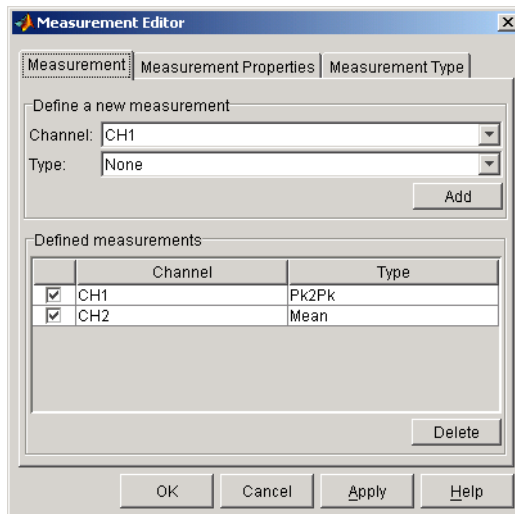 Measurement Editor
Measurement Measurement Properties Measurement Type
Define a new measurement
Channel: CH1
Type: None
Add
Defined measurements
Channel Type
CH1 Pk2Pk
CH2 Mean
Delete
OK Cancel Apply Help